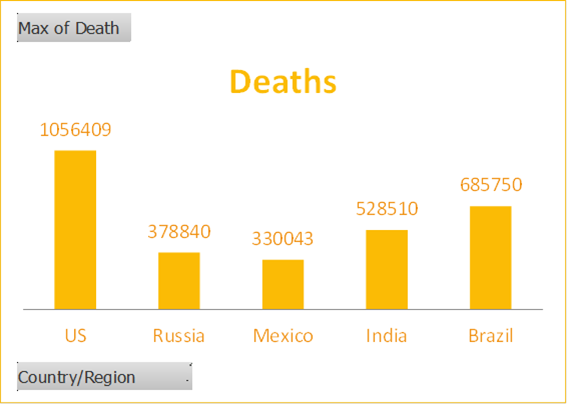 Max of Death
Deaths
1056409
378840
330043
528510
685750
US
Russia
Mexico
India
Brazil
Country/Region